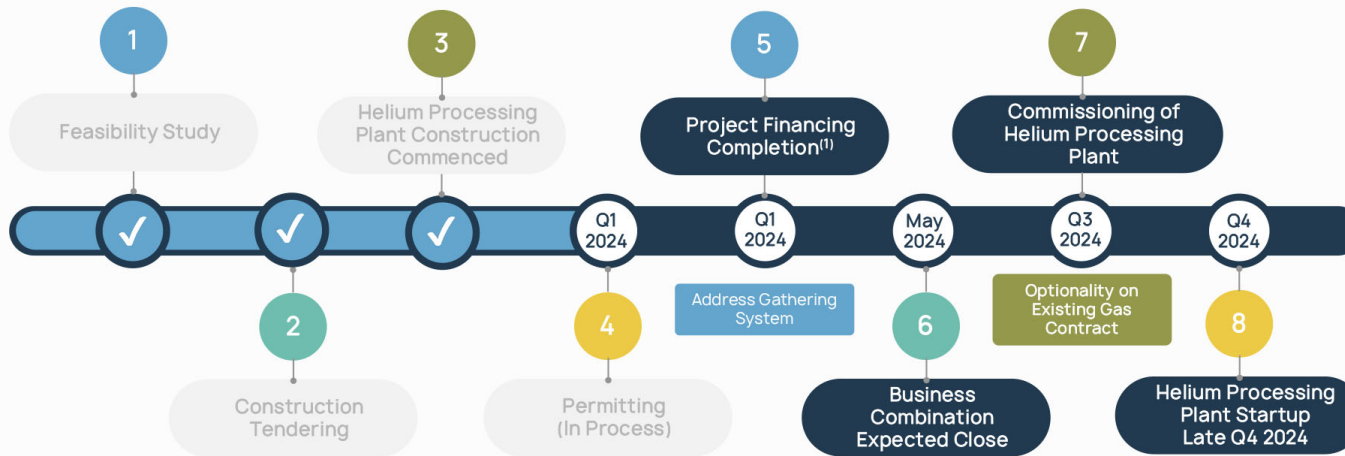 1
3
5
7
Feasibility Study
Helium Processing
Plant Construction
Commenced
Project Financing
Completion(1)
Commissioning of
Helium Processing
Plant
Q1
2024
Q1
2024
May
2024
Q3
2024
Q4
2024
Address Gathering
System
Optionality on
Existing Gas
Contract
2
4
6
8
Construction
Tendering
Permitting
(In Process)
Business
Combination
Expected Close
Helium Processing
Plant Startup
Late Q4 2024